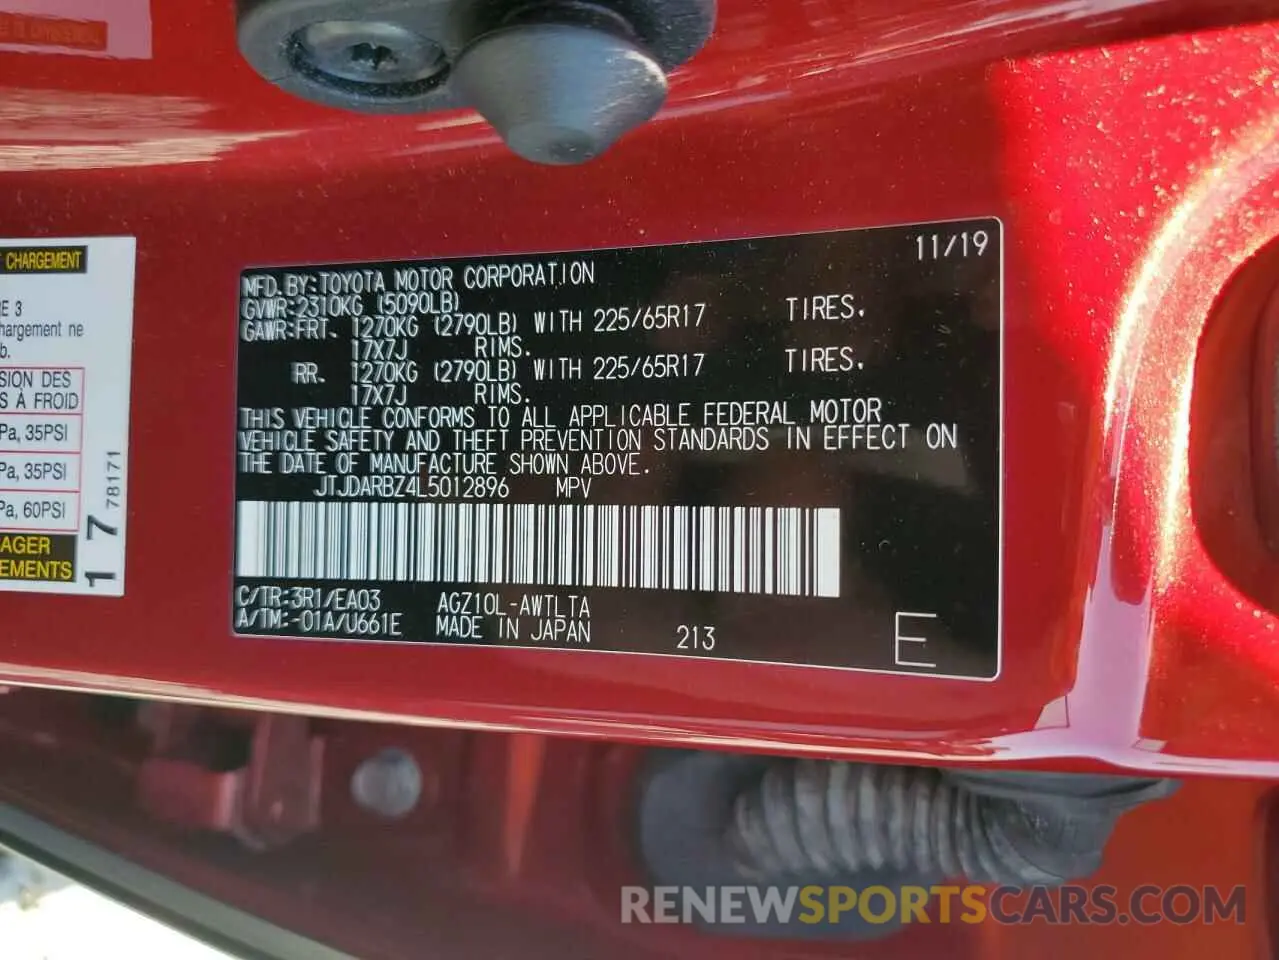 CHARGEMENT
E 3
hargement ne
b.
SION DES
S À FROID
Pa, 35PSI
Pa, 35PSI
Pa, 60PSI
AGER
EMENTS
1 7 78171
11/19
MFD. BY: TOYOTA MOTOR CORPORATION
GVWR: 2310KG (5090LB)
GAWR: FRT. 1270KG (2790LB) WITH 225/65R17 TIRES.
17X7J RIMS.
RR. 1270KG (2790LB) WITH 225/65R17 TIRES.
17X7J RIMS.
THIS VEHICLE CONFORMS TO ALL APPLICABLE FEDERAL MOTOR
VEHICLE SAFETY AND THEFT PREVENTION STANDARDS IN EFFECT ON
THE DATE OF MANUFACTURE SHOWN ABOVE.
JTJDARBZ4L5012896 MPV
C/TR: 3R1/EA03 AGZ10L-AWTLTA
A/TM: -01A/U661E MADE IN JAPAN 213 E
RENEWSPORTSCARS.COM